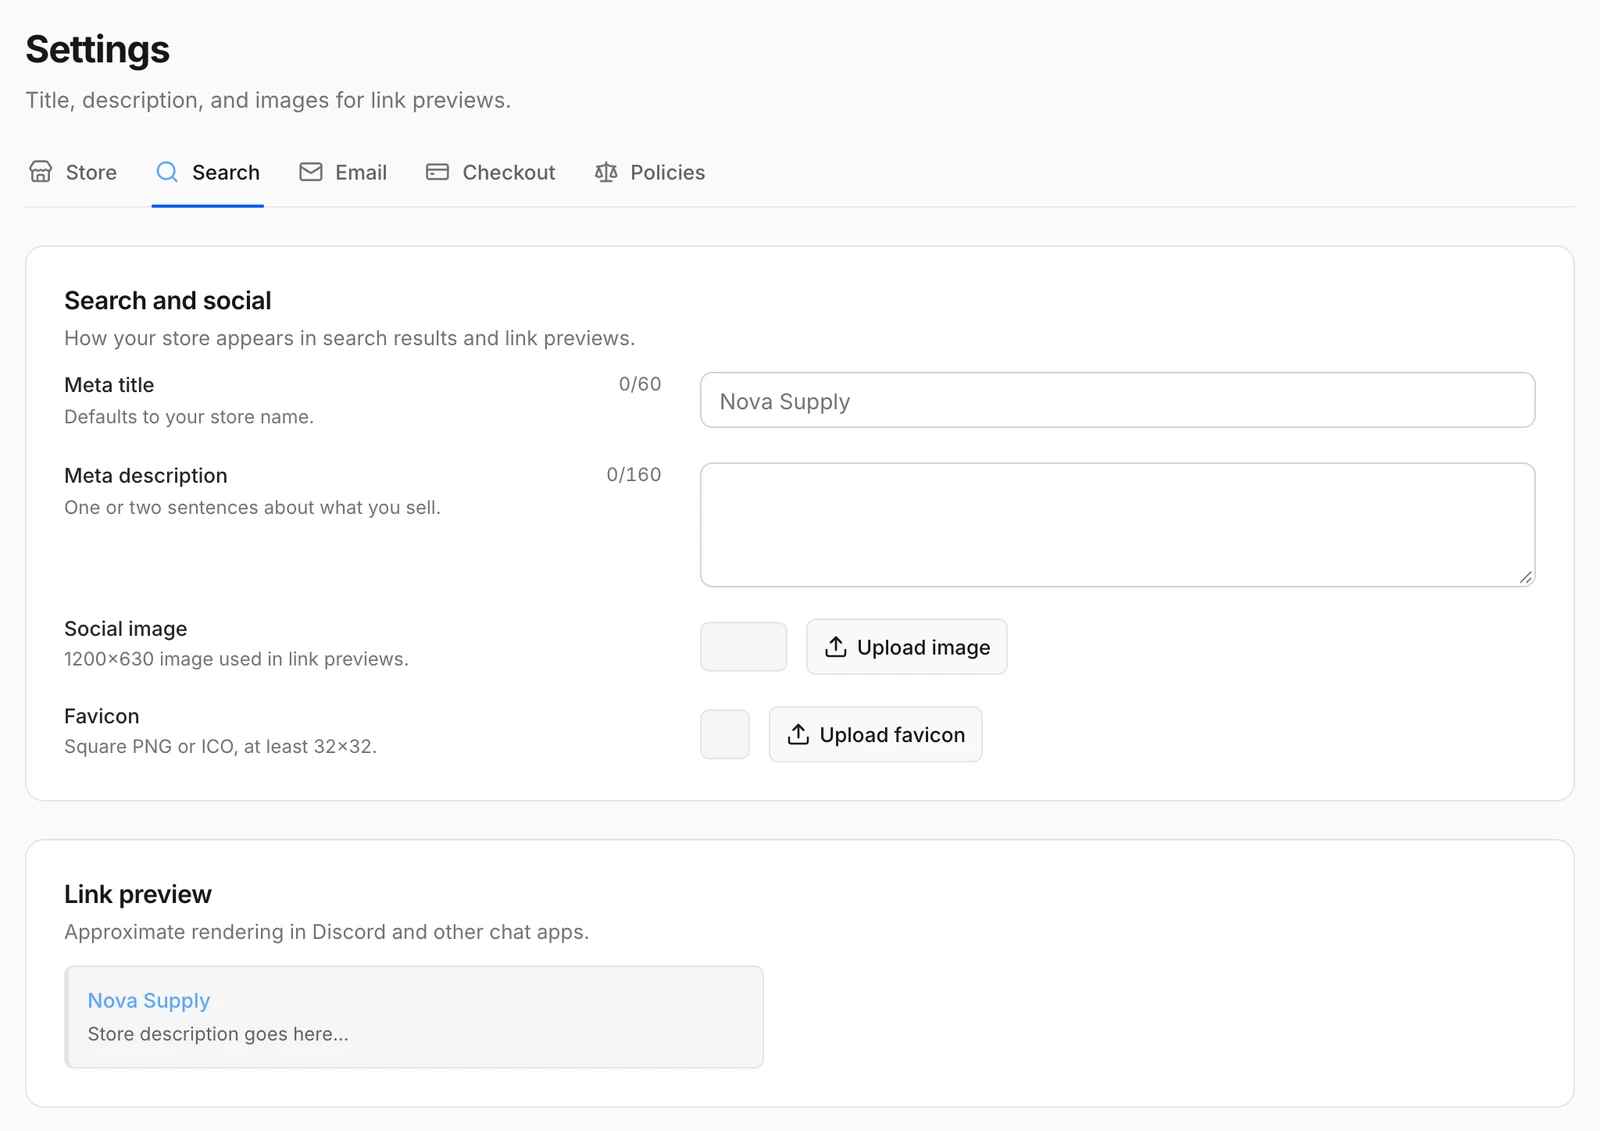 Settings
Title, description, and images for link previews.
Store
Search
Email
Checkout
Policies
Search and social
How your store appears in search results and link previews.
Meta title
0/60
Defaults to your store name.
Nova Supply
Meta description
0/160
One or two sentences about what you sell.
Social image
1200×630 image used in link previews.
Upload image
Favicon
Square PNG or ICO, at least 32×32.
Upload favicon
Link preview
Approximate rendering in Discord and other chat apps.
Nova Supply
Store description goes here...